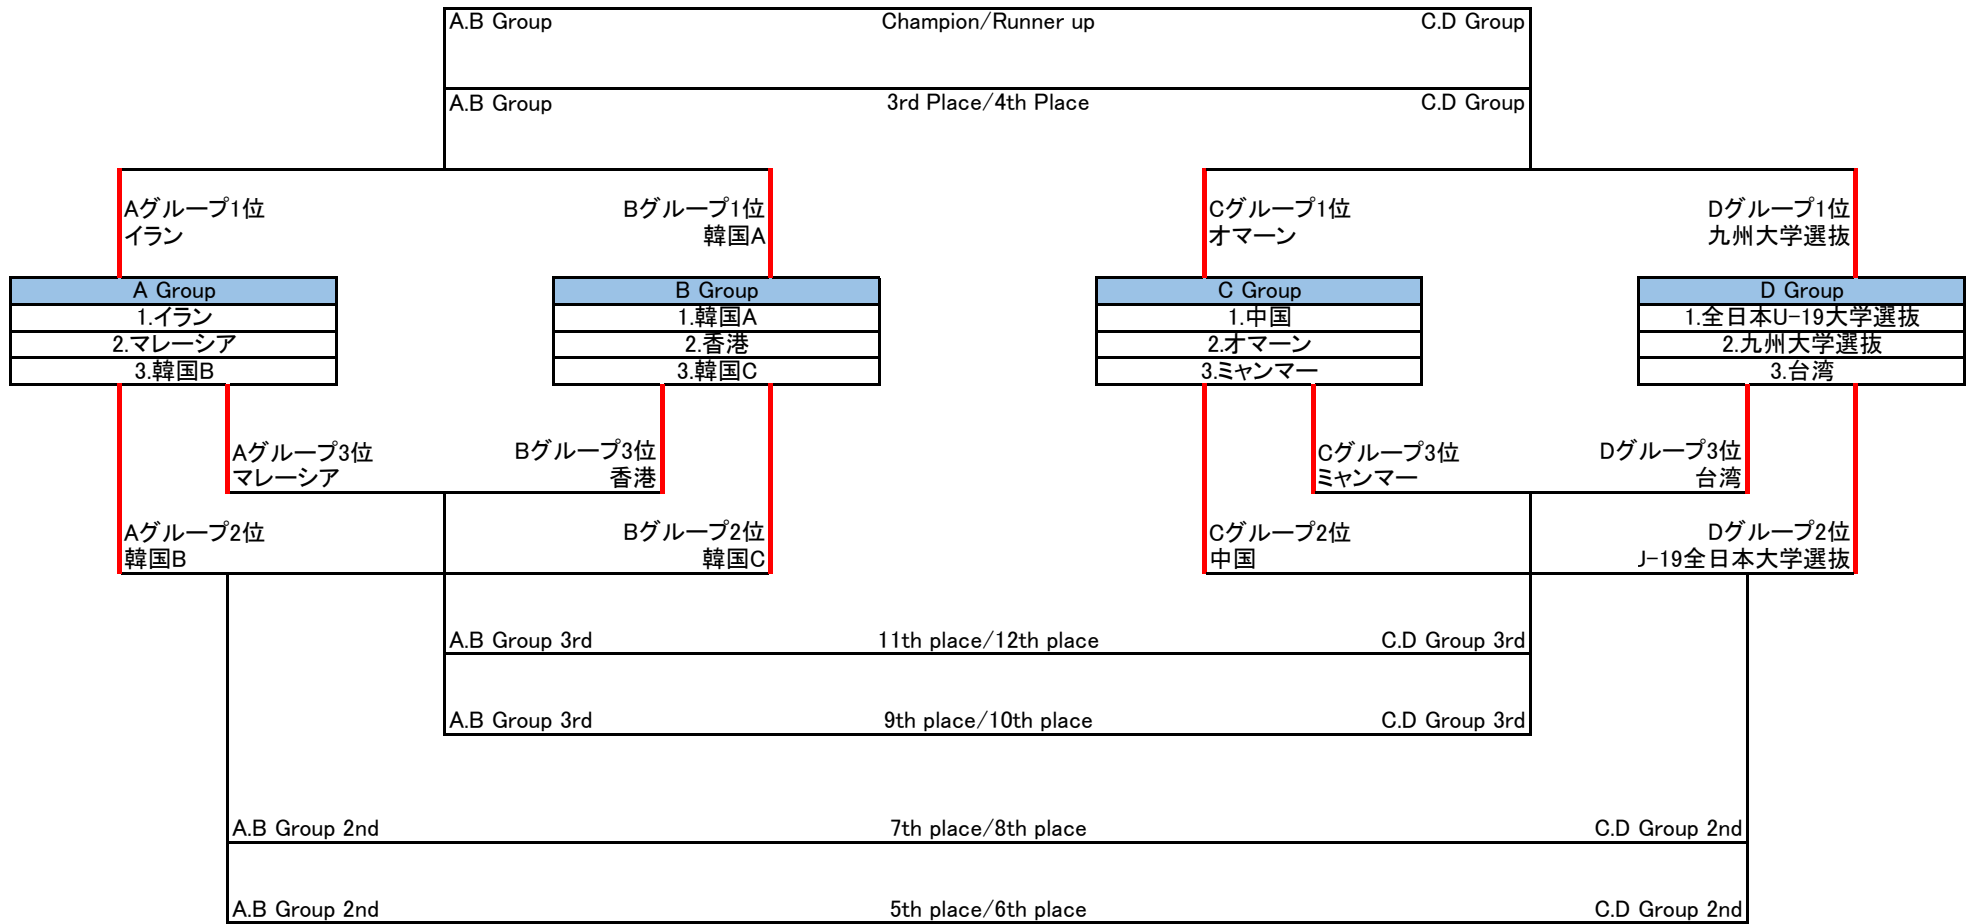 A.B Group Champion/Runner up C.D Group
A.B Group 3rd Place/4th Place C.D Group
Aグループ1位 Bグループ1位 Cグループ1位 Dグループ1位
イラン 韓国A オマーン 九州大学選抜
A Group B Group C Group D Group
1.イラン 1.韓国A 1.中国 1.全日本U-19大学選抜
2.マレーシア 2.香港 2.オマーン 2.九州大学選抜
3.韓国B 3.韓国C 3.ミャンマー 3.台湾
Aグループ3位 Bグループ3位 Cグループ3位 Dグループ3位
マレーシア 香港 ミャンマー 台湾
Aグループ2位 Bグループ2位 Cグループ2位 Dグループ2位
韓国B 韓国C 中国 J-19全日本大学選抜
A.B Group 3rd 11th place/12th place C.D Group 3rd
A.B Group 3rd 9th place/10th place C.D Group 3rd
A.B Group 2nd 7th place/8th place C.D Group 2nd
A.B Group 2nd 5th place/6th place C.D Group 2nd